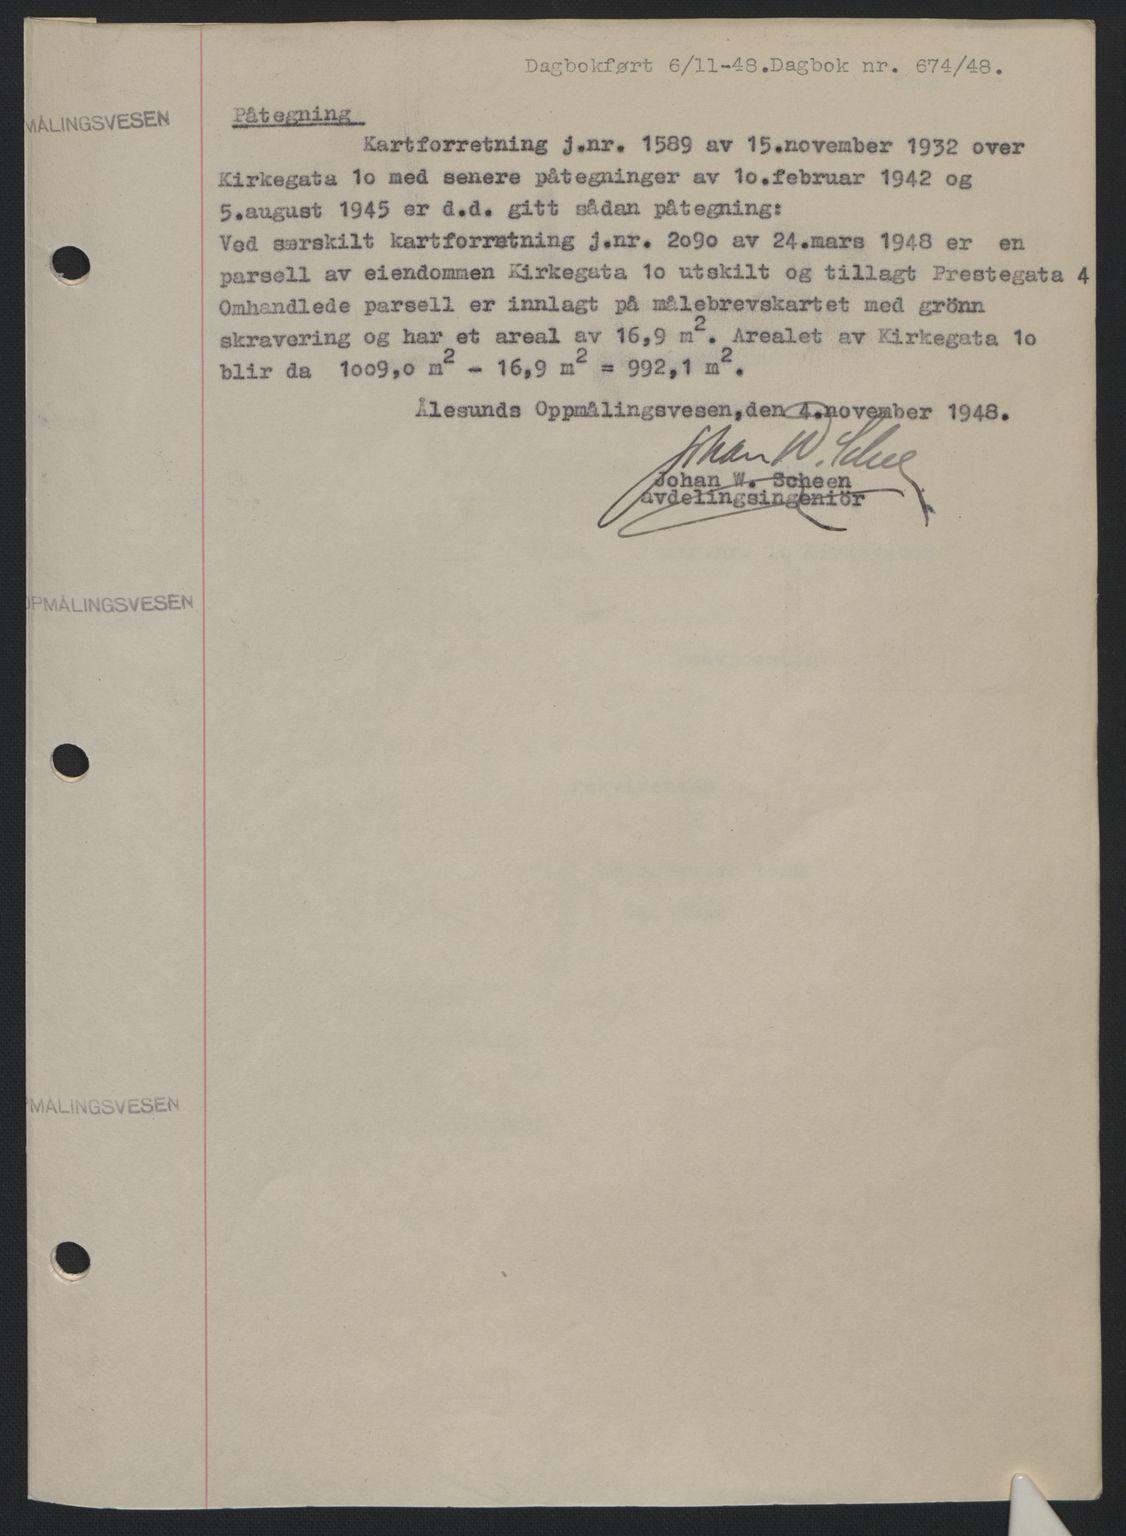 Dagbokført 6/11-48.Dagbok nr. 674/48.
MÅLINGSVESEN
Påtegning
Kartforretning j.nr. 1589 av 15.november 1932 over
Kirkegata 1o med senere påtegninger av 1o.februar 1942 og
5.august 1945 er d.d. gitt sådan påtegning:
Ved særskilt kartforretning j.nr. 2o9o av 24.mars 1948 er en
parsell av eiendommen Kirkegata 1o utskilt og tillagt Prestegata 4
Omhandlede parsell er innlagt på målebrevskartet med grönn
skravering og har et areal av 16,9 m². Arealet av Kirkegata 1o
blir da 1oo9,o m² - 16,9 m² = 992,1 m².
Ålesunds Oppmålingsvesen,den 4.november 1948.
Johan W. Scheen
Johan W. Scheen
avdelingsingeniör
OPMÅLINGSVESEN
PMÅLINGSVESEN